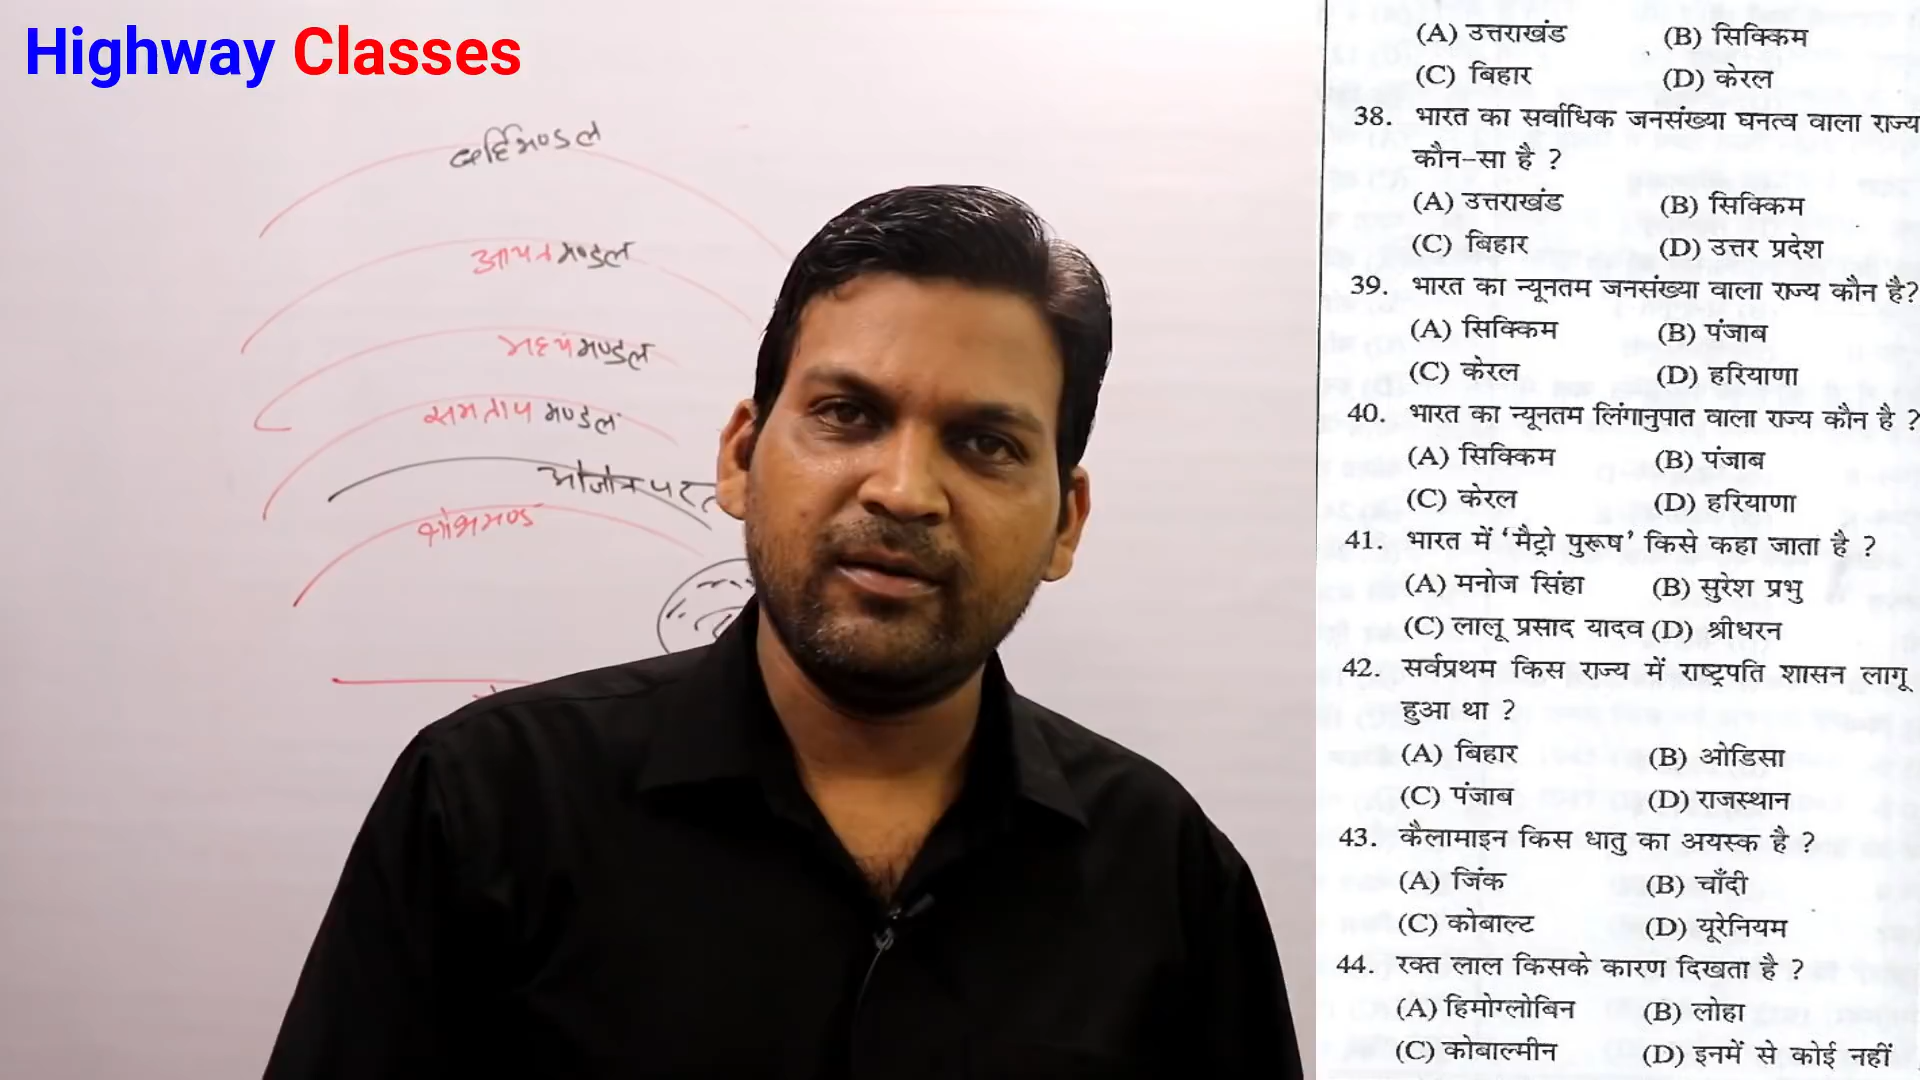 Highway Classes
आयनमण्डल
मध्यमण्डल
समताप मण्डल
ओजोन परत
(A) उत्तराखंड (B) सिक्किम
(C) बिहार (D) केरल
38. भारत का सर्वाधिक जनसंख्या घनत्व वाला राज्य
कौन-सा है ?
(A) उत्तराखंड (B) सिक्किम
(C) बिहार (D) उत्तर प्रदेश
39. भारत का न्यूनतम जनसंख्या वाला राज्य कौन है?
(A) सिक्किम (B) पंजाब
(C) केरल (D) हरियाणा
40. भारत का न्यूनतम लिंगानुपात वाला राज्य कौन है ?
(A) सिक्किम (B) पंजाब
(C) केरल (D) हरियाणा
41. भारत में 'मैट्रो पुरूष' किसे कहा जाता है ?
(A) मनोज सिंहा (B) सुरेश प्रभु
(C) लालू प्रसाद यादव (D) श्रीधरन
42. सर्वप्रथम किस राज्य में राष्ट्रपति शासन लागू
हुआ था ?
(A) बिहार (B) ओडिसा
(C) पंजाब (D) राजस्थान
43. कैलामाइन किस धातु का अयस्क है ?
(A) जिंक (B) चाँदी
(C) कोबाल्ट (D) यूरेनियम
44. रक्त लाल किसके कारण दिखता है ?
(A) हिमोग्लोबिन (B) लोहा
(C) कोबाल्मीन (D) इनमें से कोई नहीं